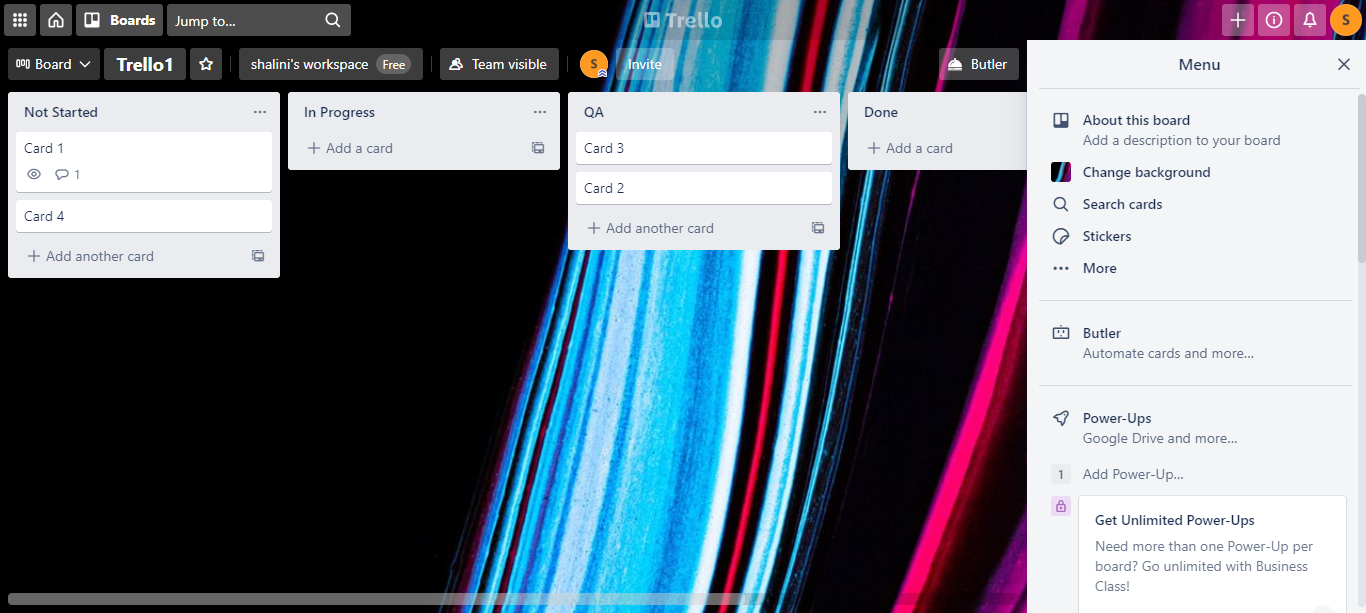 Boards
Jump to...
Trello
S
Board
Trello1
shalini's workspace Free
Team visible
S
Invite
Butler
Not Started
Card 1
1
Card 4
+ Add another card
In Progress
+ Add a card
QA
Card 3
Card 2
+ Add another card
Done
+ Add a card
Menu
About this board
Add a description to your board
Change background
Search cards
Stickers
More
Butler
Automate cards and more...
Power-Ups
Google Drive and more...
1 Add Power-Up...
Get Unlimited Power-Ups
Need more than one Power-Up per
board? Go unlimited with Business
Class!